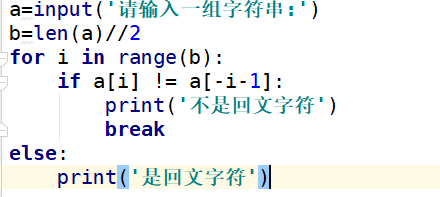 a=input('请输入一组字符串:')
b=len(a)//2
for i in range(b):
    if a[i] != a[-i-1]:
        print('不是回文字符')
        break
else:
    print('是回文字符')